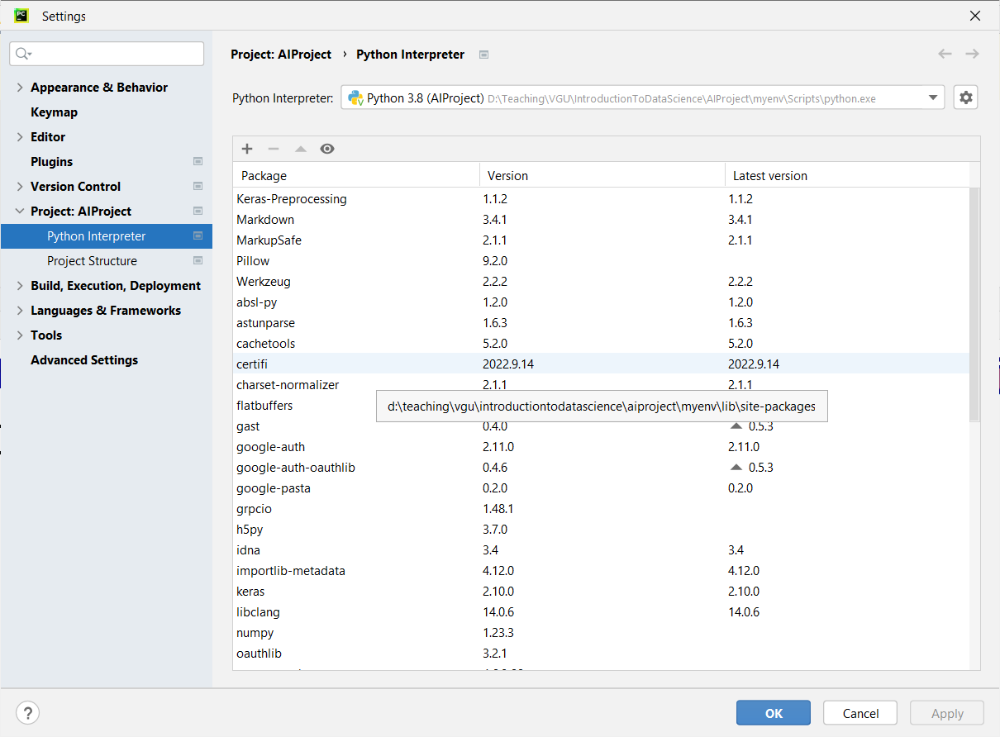 PC
Settings
Project: AIProject › Python Interpreter
Python Interpreter: Python 3.8 (AIProject) D:\Teaching\VGU\IntroductionToDataScience\AIProject\myenv\Scripts\python.exe
Appearance & Behavior
Keymap
Editor
Plugins
Version Control
Project: AIProject
Python Interpreter
Project Structure
Build, Execution, Deployment
Languages & Frameworks
Tools
Advanced Settings
Package Version Latest version
Keras-Preprocessing 1.1.2 1.1.2
Markdown 3.4.1 3.4.1
MarkupSafe 2.1.1 2.1.1
Pillow 9.2.0
Werkzeug 2.2.2 2.2.2
absl-py 1.2.0 1.2.0
astunparse 1.6.3 1.6.3
cachetools 5.2.0 5.2.0
certifi 2022.9.14 2022.9.14
charset-normalizer 2.1.1 2.1.1
flatbuffers
d:\teaching\vgu\introductiontodatascience\aiproject\myenv\lib\site-packages
gast 0.4.0 0.5.3
google-auth 2.11.0 2.11.0
google-auth-oauthlib 0.4.6 0.5.3
google-pasta 0.2.0 0.2.0
grpcio 1.48.1
h5py 3.7.0
idna 3.4 3.4
importlib-metadata 4.12.0 4.12.0
keras 2.10.0 2.10.0
libclang 14.0.6 14.0.6
numpy 1.23.3
oauthlib 3.2.1
? OK Cancel Apply